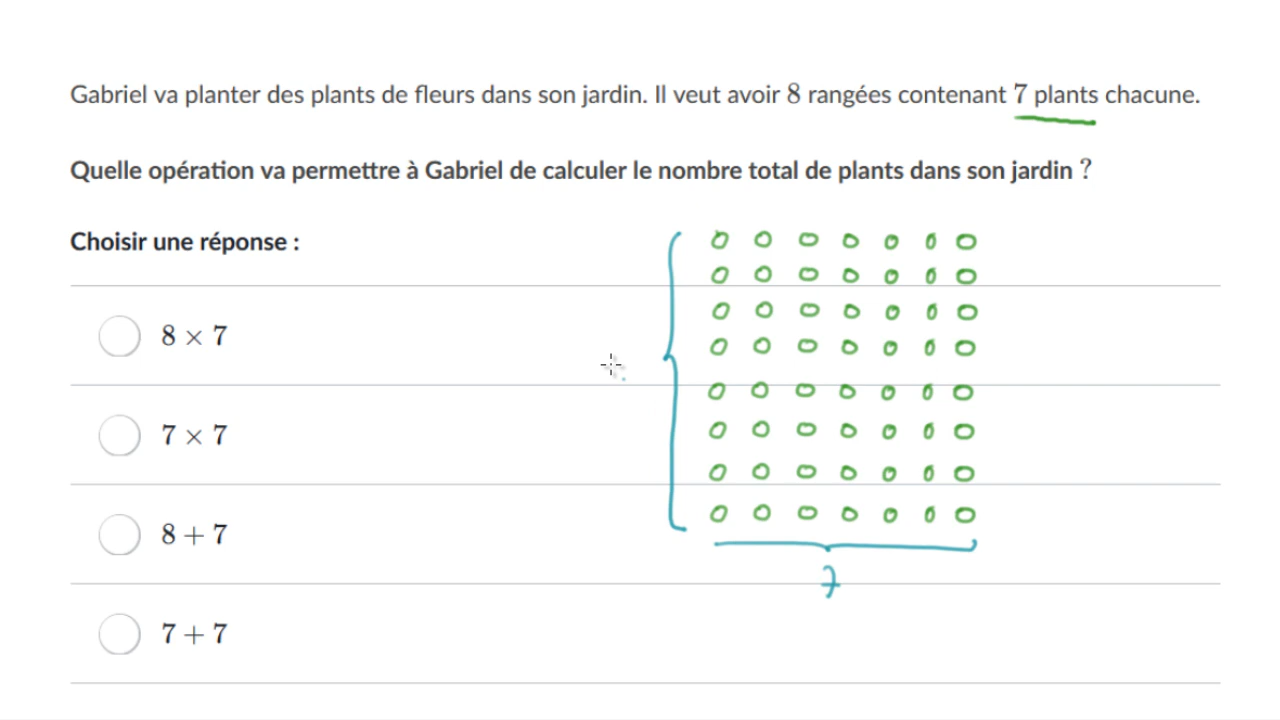 Gabriel va planter des plants de fleurs dans son jardin. Il veut avoir 8 rangées contenant 7 plants chacune.
Quelle opération va permettre à Gabriel de calculer le nombre total de plants dans son jardin ?
Choisir une réponse :
8 × 7
7 × 7
8 + 7
7 + 7
7